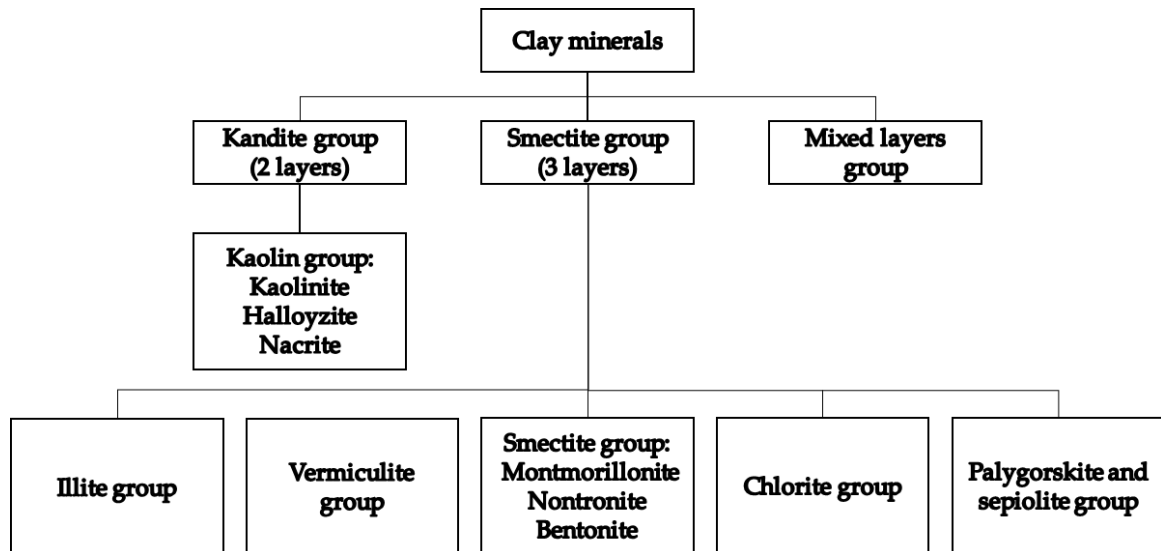 Clay minerals
Kandite group
(2 layers)
Smectite group
(3 layers)
Mixed layers
group
Kaolin group:
Kaolinite
Halloyzite
Nacrite
Illite group
Vermiculite
group
Smectite group:
Montmorillonite
Nontronite
Bentonite
Chlorite group
Palygorskite and
sepiolite group